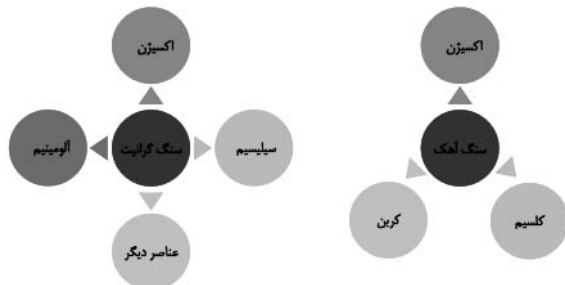 اکسیژن
اکسیژن
آلومینیم
سنگ گرانیت
سیلیسیم
سنگ آهک
کربن
کلسیم
عناصر دیگر